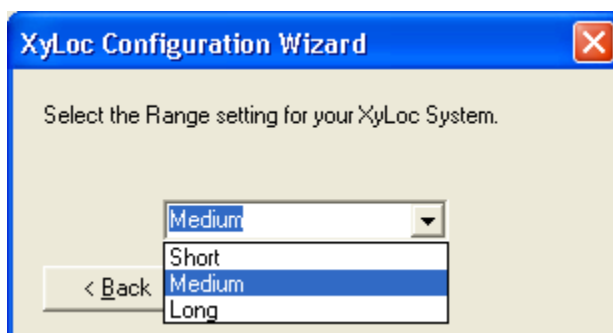 XyLoc Configuration Wizard
Select the Range setting for your XyLoc System.
Medium
Short
Medium
< Back
Long